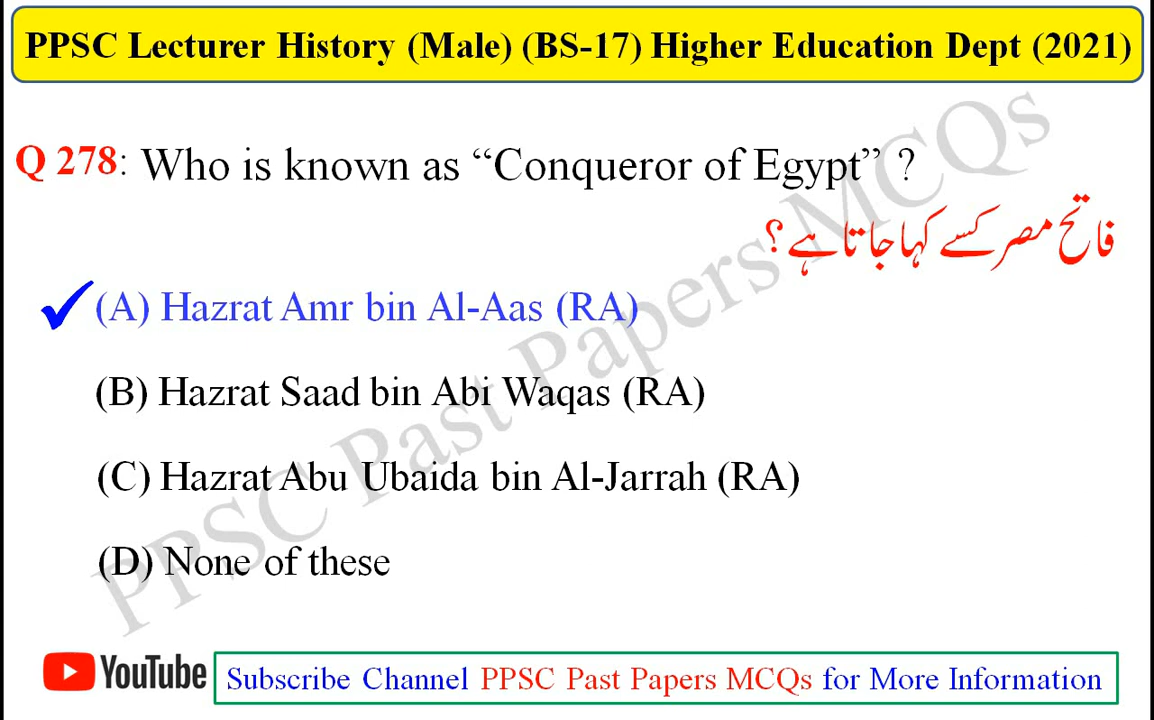 PPSC Lecturer History (Male) (BS-17) Higher Education Dept (2021)
Q 278: Who is known as “Conqueror of Egypt” ?
فاتح مصر کسے کہا جاتا ہے ؟
(A) Hazrat Amr bin Al-Aas (RA)
(B) Hazrat Saad bin Abi Waqas (RA)
(C) Hazrat Abu Ubaida bin Al-Jarrah (RA)
(D) None of these
PPSC Past Papers MCQs
YouTube Subscribe Channel PPSC Past Papers MCQs for More Information